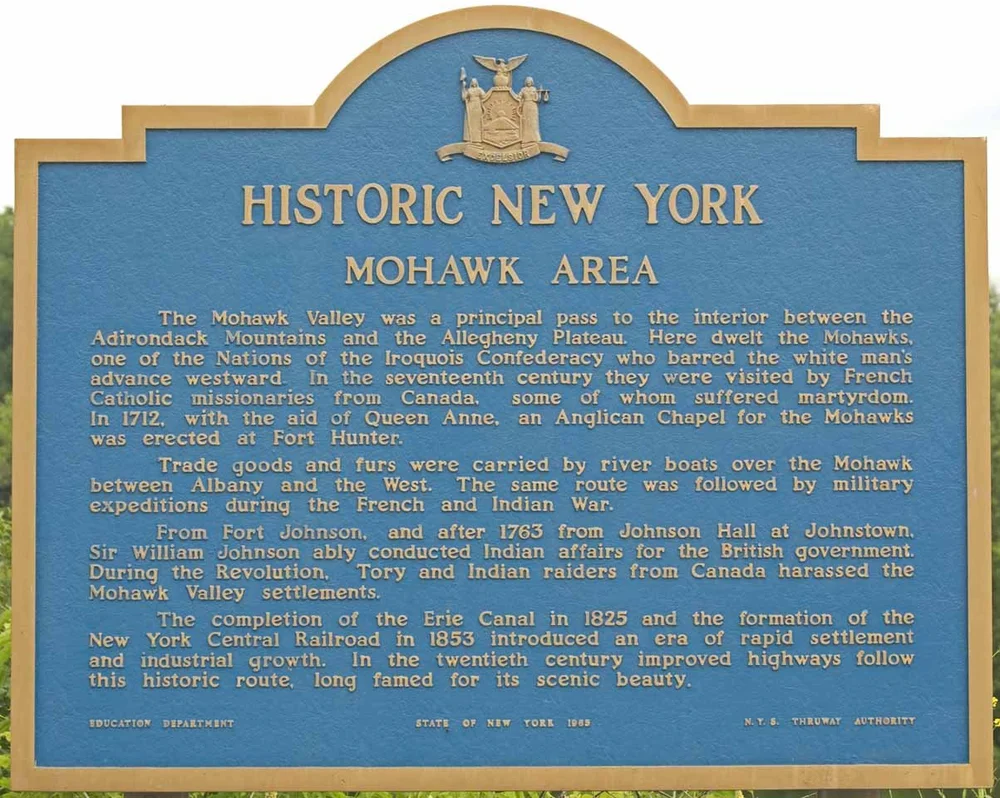 EXCELSIOR
HISTORIC NEW YORK
MOHAWK AREA
The Mohawk Valley was a principal pass to the interior between the
Adirondack Mountains and the Allegheny Plateau. Here dwelt the Mohawks,
one of the Nations of the Iroquois Confederacy who barred the white man's
advance westward. In the seventeenth century they were visited by French
Catholic missionaries from Canada, some of whom suffered martyrdom.
In 1712, with the aid of Queen Anne, an Anglican Chapel for the Mohawks
was erected at Fort Hunter.
Trade goods and furs were carried by river boats over the Mohawk
between Albany and the West. The same route was followed by military
expeditions during the French and Indian War.
From Fort Johnson, and after 1763 from Johnson Hall at Johnstown,
Sir William Johnson ably conducted Indian affairs for the British government.
During the Revolution, Tory and Indian raiders from Canada harassed the
Mohawk Valley settlements.
The completion of the Erie Canal in 1825 and the formation of the
New York Central Railroad in 1853 introduced an era of rapid settlement
and industrial growth. In the twentieth century improved highways follow
this historic route, long famed for its scenic beauty.
EDUCATION DEPARTMENT STATE OF NEW YORK 1965 N.Y.S. THRUWAY AUTHORITY